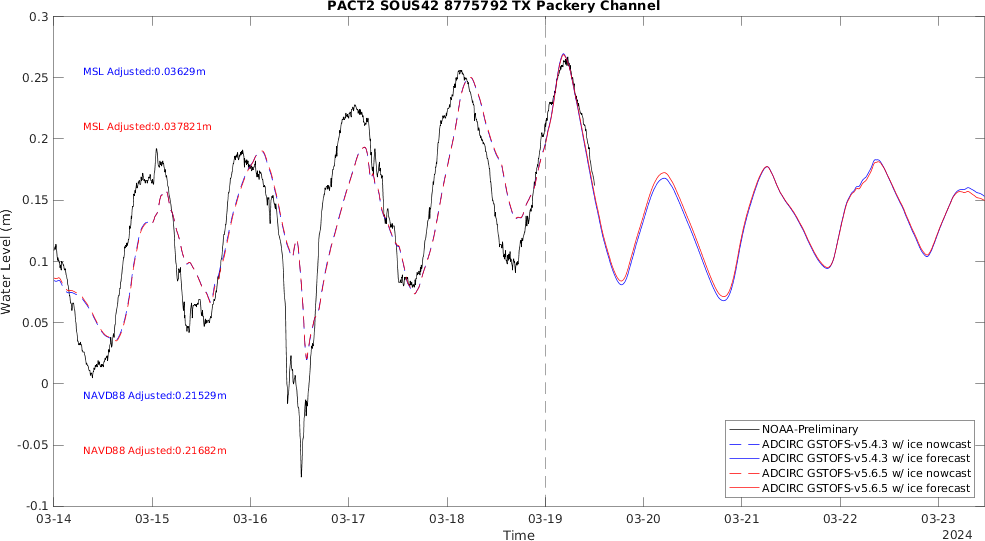 PACT2 SOUS42 8775792 TX Packery Channel
0.3
0.25
0.2
0.15
0.1
0.05
0
-0.05
-0.1
Water Level (m)
MSL Adjusted:0.03629m
MSL Adjusted:0.037821m
NAVD88 Adjusted:0.21529m
NAVD88 Adjusted:0.21682m
NOAA-Preliminary
ADCIRC GSTOFS-v5.4.3 w/ ice nowcast
ADCIRC GSTOFS-v5.4.3 w/ ice forecast
ADCIRC GSTOFS-v5.6.5 w/ ice nowcast
ADCIRC GSTOFS-v5.6.5 w/ ice forecast
03-14 03-15 03-16 03-17 03-18 03-19 03-20 03-21 03-22 03-23
Time
2024